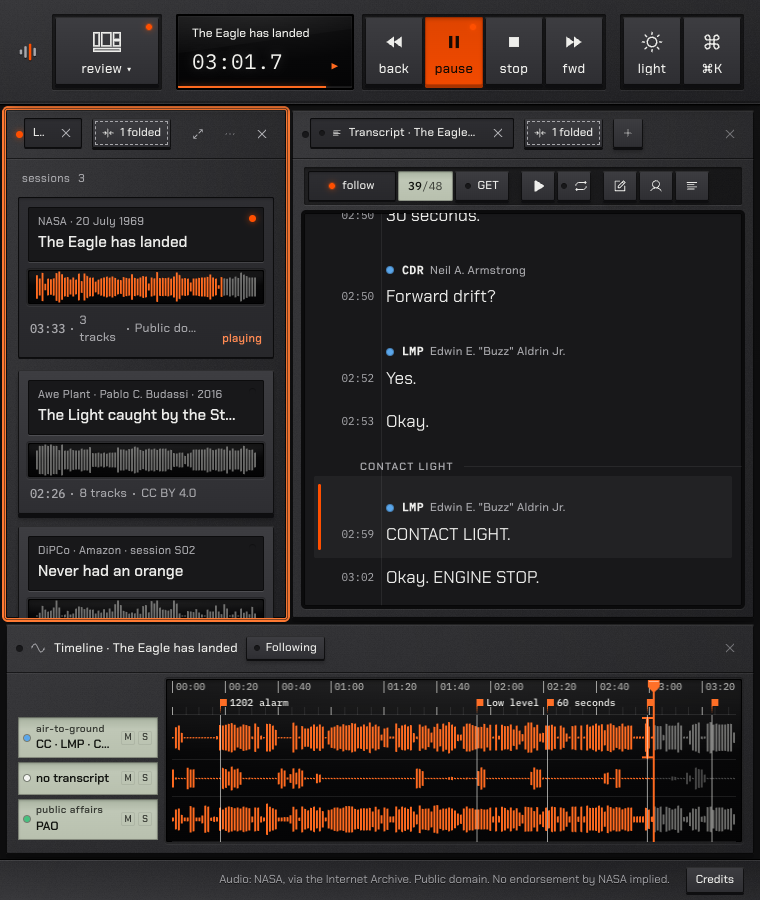 The Eagle has landed
03:01.7
review
back
pause
stop
fwd
light
⌘K
L..
1 folded
Transcript · The Eagle...
1 folded
sessions 3
follow
39/48
GET
NASA · 20 July 1969
The Eagle has landed
03:33 · 3 tracks · Public do...
playing
Awe Plant · Pablo C. Budassi · 2016
The Light caught by the St...
02:26 · 8 tracks · CC BY 4.0
DiPCo · Amazon · session S02
Never had an orange
02:50 30 seconds.
CDR Neil A. Armstrong
02:50 Forward drift?
LMP Edwin E. "Buzz" Aldrin Jr.
02:52 Yes.
02:53 Okay.
CONTACT LIGHT
LMP Edwin E. "Buzz" Aldrin Jr.
02:59 CONTACT LIGHT.
03:02 Okay. ENGINE STOP.
Timeline · The Eagle has landed
Following
00:00 00:20 00:40 01:00 01:20 01:40 02:00 02:20 02:40 3:00 03:20
1202 alarm
Low level
60 seconds
air-to-ground
CC · LMP · C... M S
no transcript M S
public affairs
PAO M S
Audio: NASA, via the Internet Archive. Public domain. No endorsement by NASA implied.
Credits